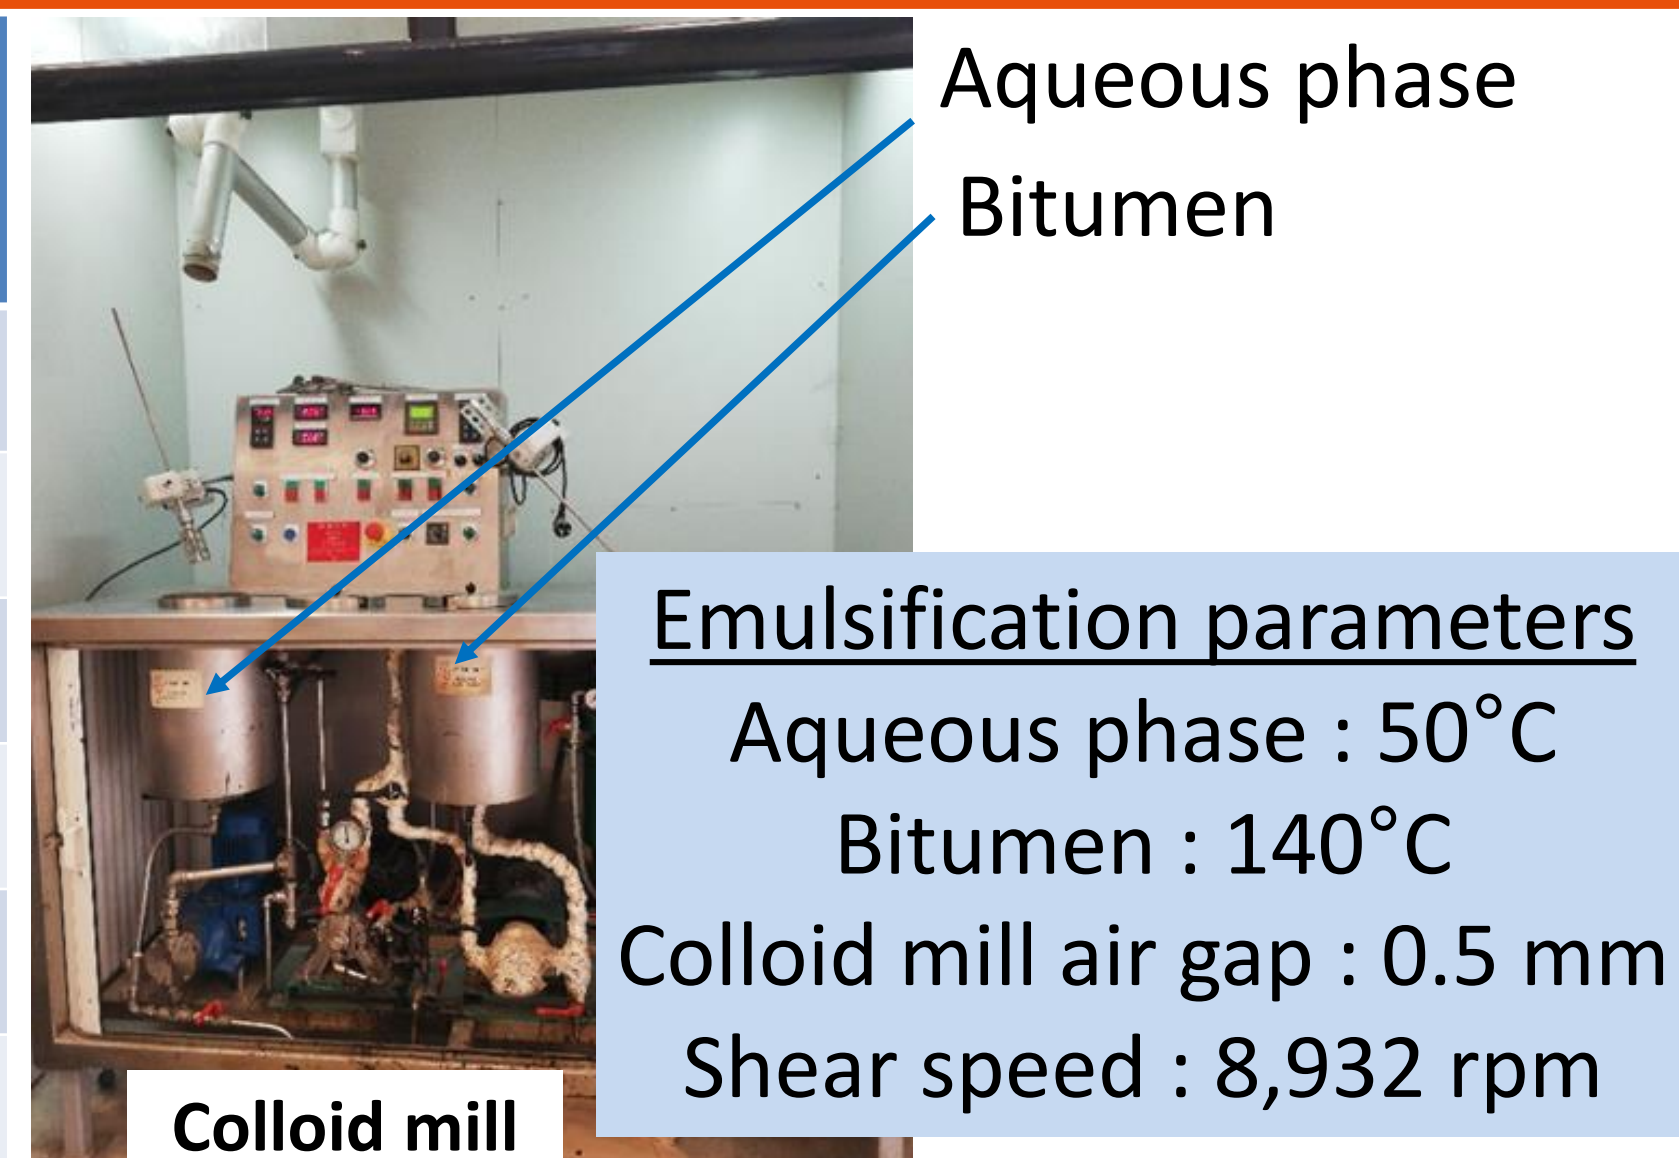 Aqueous phase
Bitumen
Emulsification parameters
Aqueous phase : 50°C
Bitumen : 140°C
Colloid mill air gap : 0.5 mm
Shear speed : 8,932 rpm
Colloid mill